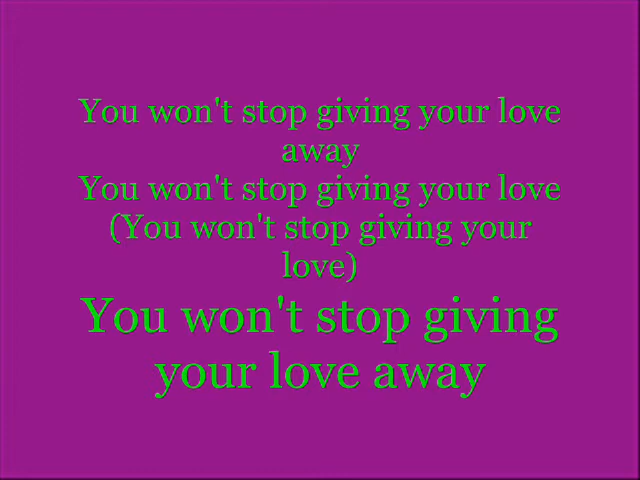 You won't stop giving your love
away
You won't stop giving your love
(You won't stop giving your
love)
You won't stop giving
your love away